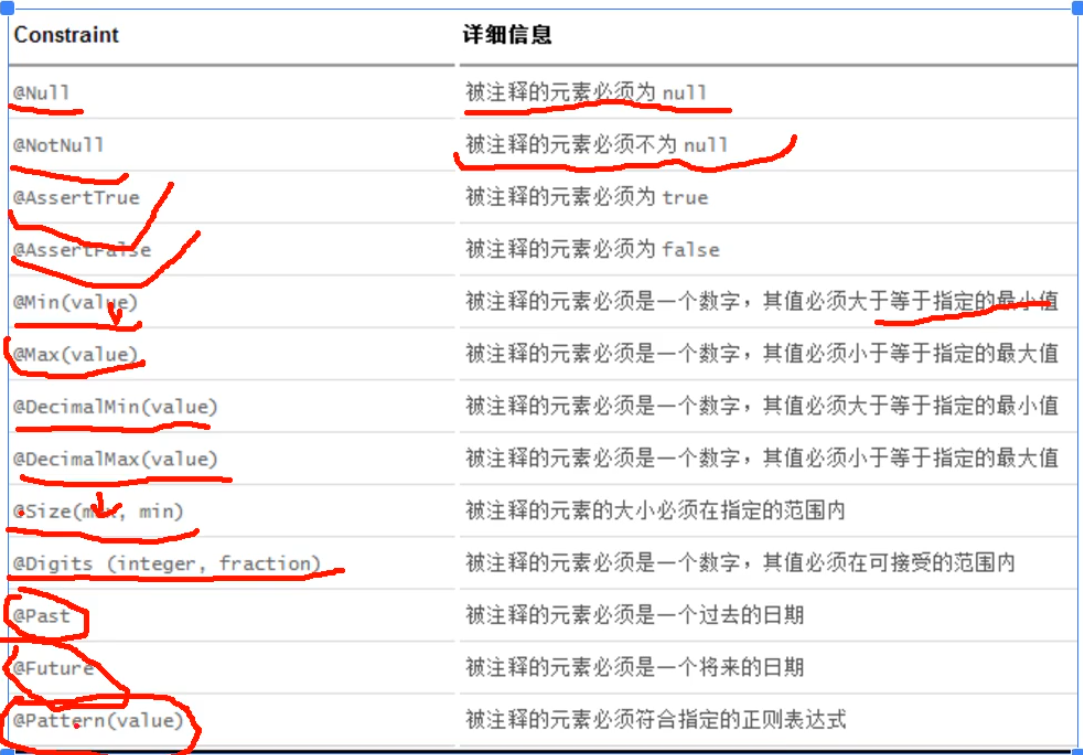 Constraint 详细信息
@Null 被注释的元素必须为 null
@NotNull 被注释的元素必须不为 null
@AssertTrue 被注释的元素必须为 true
@AssertFalse 被注释的元素必须为 false
@Min(value) 被注释的元素必须是一个数字，其值必须大于等于指定的最小值
@Max(value) 被注释的元素必须是一个数字，其值必须小于等于指定的最大值
@DecimalMin(value) 被注释的元素必须是一个数字，其值必须大于等于指定的最小值
@DecimalMax(value) 被注释的元素必须是一个数字，其值必须小于等于指定的最大值
@Size(max, min) 被注释的元素的大小必须在指定的范围内
@Digits (integer, fraction) 被注释的元素必须是一个数字，其值必须在可接受的范围内
@Past 被注释的元素必须是一个过去的日期
@Future 被注释的元素必须是一个将来的日期
@Pattern(value) 被注释的元素必须符合指定的正则表达式